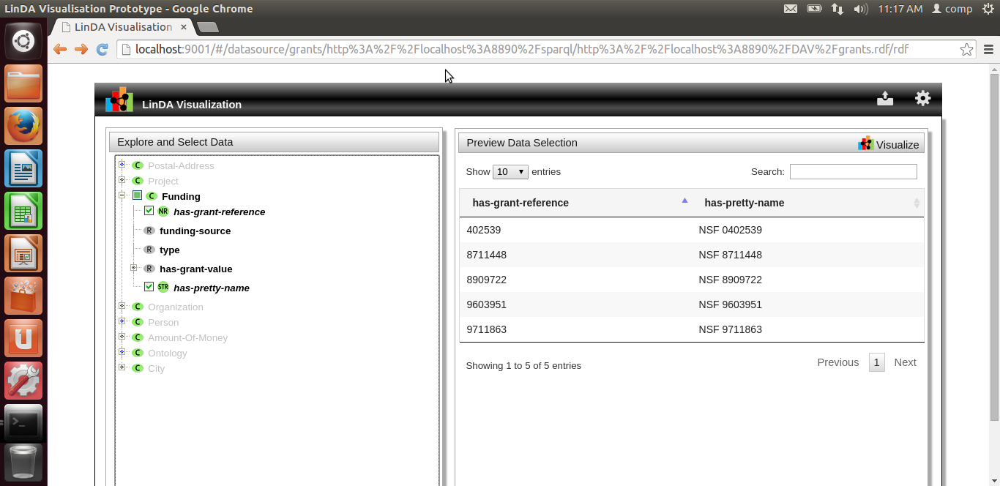 LinDA Visualisation Prototype - Google Chrome
11:17 AM comp
LinDA Visualisation
localhost:9001/#/datasource/grants/http%3A%2F%2Flocalhost%3A8890%2Fsparql/http%3A%2F%2Flocalhost%3A8890%2FDAV%2Fgrants.rdf/rdf
LinDA Visualization
Explore and Select Data
C Postal-Address
C Project
C Funding
NR has-grant-reference
R funding-source
R type
R has-grant-value
STR has-pretty-name
C Organization
C Person
C Amount-Of-Money
C Ontology
C City
Preview Data Selection Visualize
Show 10 entries Search:
has-grant-reference has-pretty-name
402539 NSF 0402539
8711448 NSF 8711448
8909722 NSF 8909722
9603951 NSF 9603951
9711863 NSF 9711863
Showing 1 to 5 of 5 entries Previous 1 Next